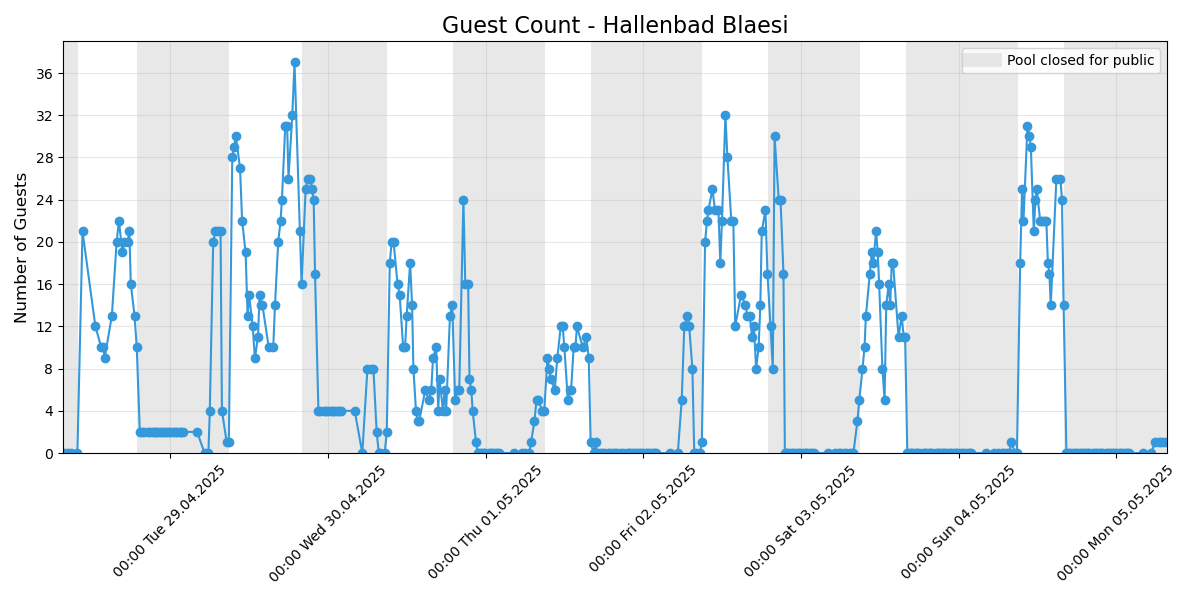 Guest Count - Hallenbad Blaesi
Pool closed for public
Number of Guests
36
32
28
24
20
16
12
8
4
0
00:00 Tue 29.04.2025
00:00 Wed 30.04.2025
00:00 Thu 01.05.2025
00:00 Fri 02.05.2025
00:00 Sat 03.05.2025
00:00 Sun 04.05.2025
00:00 Mon 05.05.2025